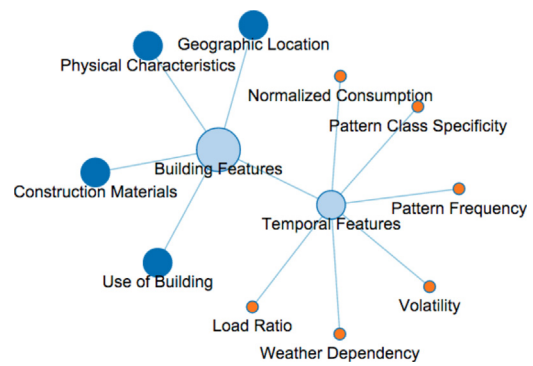 Geographic Location
Physical Characteristics
Normalized Consumption
Pattern Class Specificity
Building Features
Construction Materials
Pattern Frequency
Temporal Features
Use of Building
Volatility
Load Ratio
Weather Dependency